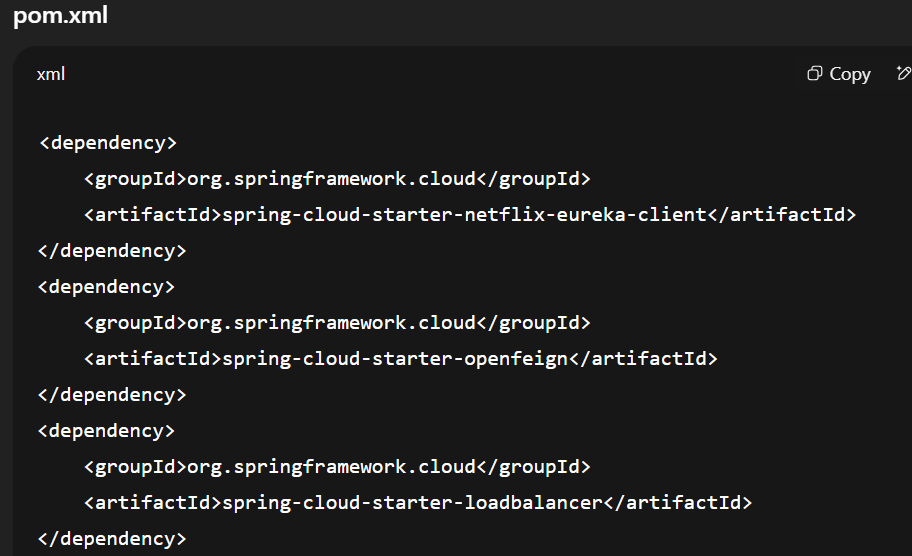 pom.xml
xml
Copy
<dependency>
    <groupId>org.springframework.cloud</groupId>
    <artifactId>spring-cloud-starter-netflix-eureka-client</artifactId>
</dependency>
<dependency>
    <groupId>org.springframework.cloud</groupId>
    <artifactId>spring-cloud-starter-openfeign</artifactId>
</dependency>
<dependency>
    <groupId>org.springframework.cloud</groupId>
    <artifactId>spring-cloud-starter-loadbalancer</artifactId>
</dependency>